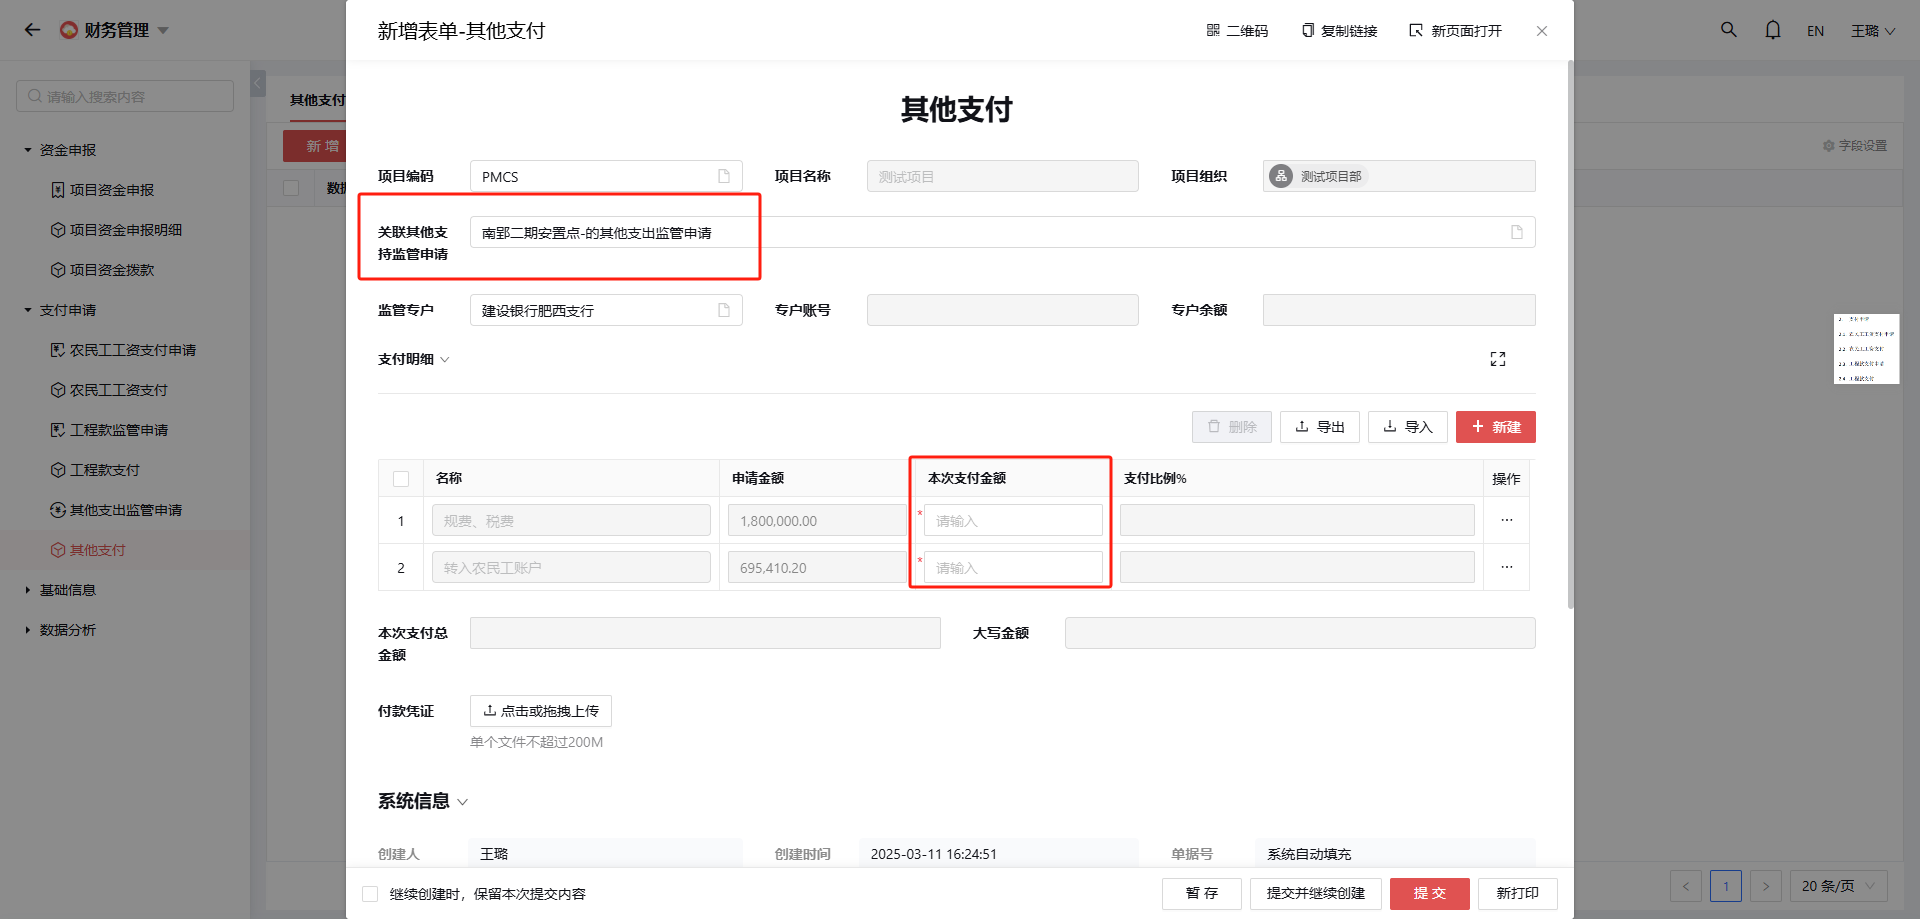 财务管理
请输入搜索内容
资金申报
项目资金申报
项目资金申报明细
项目资金拨款
支付申请
农民工工资支付申请
农民工工资支付
工程款监管申请
工程款支付
其他支出监管申请
其他支付
基础信息
数据分析
其他支付
新 增
新增表单-其他支付
二维码
复制链接
新页面打开
EN
王璐
字段设置
其他支付
项目编码
PMCS
项目名称
测试项目
项目组织
测试项目部
关联其他支
持监管申请
南郢二期安置点-的其他支出监管申请
监管专户
建设银行肥西支行
专户账号
专户余额
支付明细
删除
导出
导入
新建
名称
申请金额
本次支付金额
支付比例%
操作
1
规费、税费
1,800,000.00
* 请输入
...
2
转入农民工账户
695,410.20
* 请输入
...
本次支付总
金额
大写金额
付款凭证
点击或拖拽上传
单个文件不超过200M
系统信息
创建人
王璐
创建时间
2025-03-11 16:24:51
单据号
系统自动填充
继续创建时，保留本次提交内容
暂 存
提交并继续创建
提 交
新打印
1
20 条/页